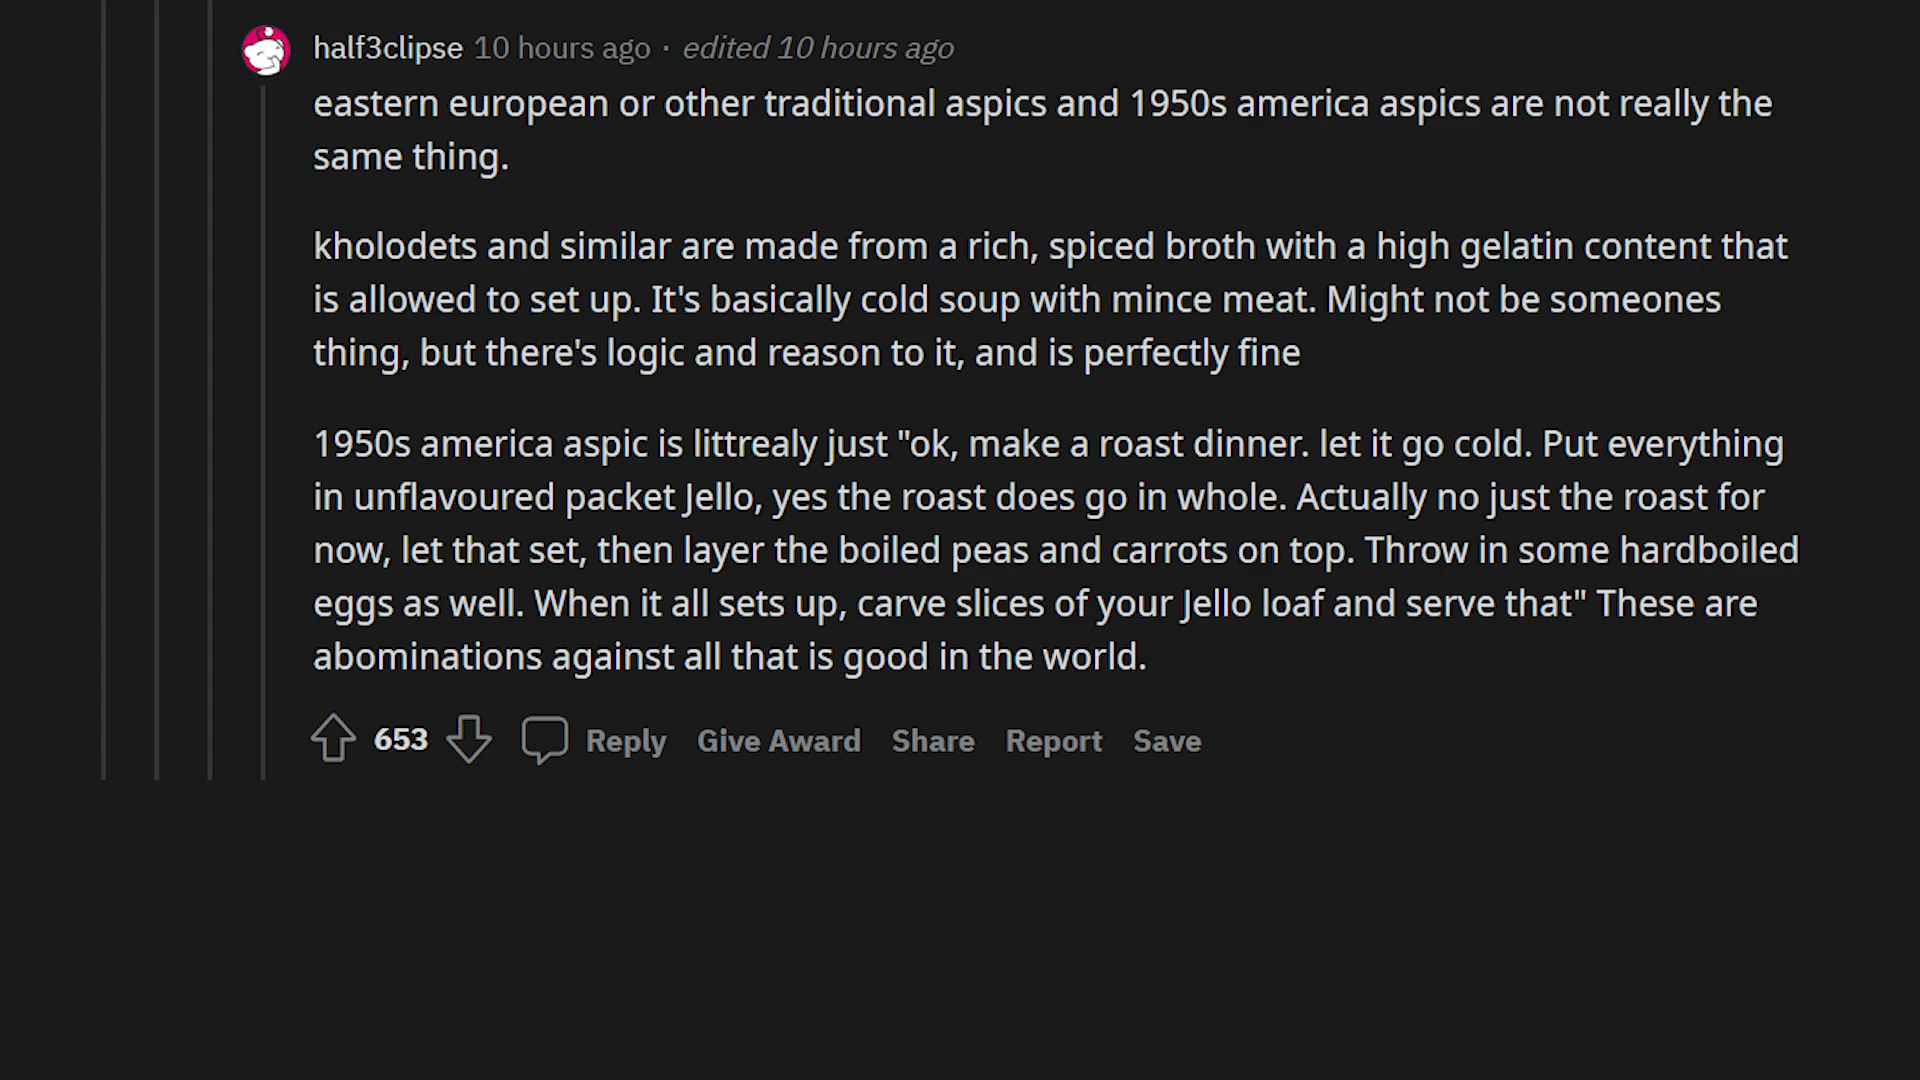 half3clipse 10 hours ago · edited 10 hours ago
eastern european or other traditional aspics and 1950s america aspics are not really the
same thing.
kholodets and similar are made from a rich, spiced broth with a high gelatin content that
is allowed to set up. It's basically cold soup with mince meat. Might not be someones
thing, but there's logic and reason to it, and is perfectly fine
1950s america aspic is littrealy just "ok, make a roast dinner. let it go cold. Put everything
in unflavoured packet Jello, yes the roast does go in whole. Actually no just the roast for
now, let that set, then layer the boiled peas and carrots on top. Throw in some hardboiled
eggs as well. When it all sets up, carve slices of your Jello loaf and serve that" These are
abominations against all that is good in the world.
653 Reply Give Award Share Report Save